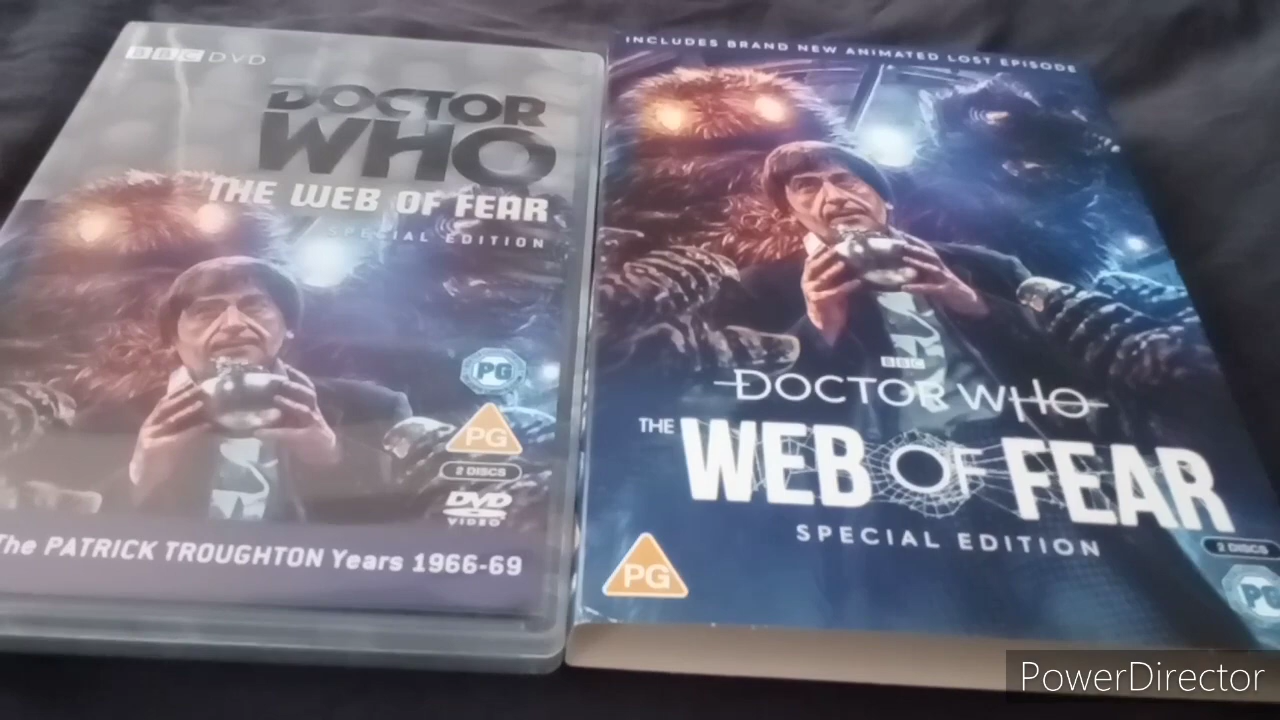 BBC DVD
DOCTOR
WHO
THE WEB OF FEAR
SPECIAL EDITION
PG
PG
2 DISCS
DVD
VIDEO
The PATRICK TROUGHTON Years 1966-69
INCLUDES BRAND NEW ANIMATED LOST EPISODE
BBC
DOCTOR WHO
THE WEB OF FEAR
SPECIAL EDITION
PG
2 DISCS
PG
PowerDirector